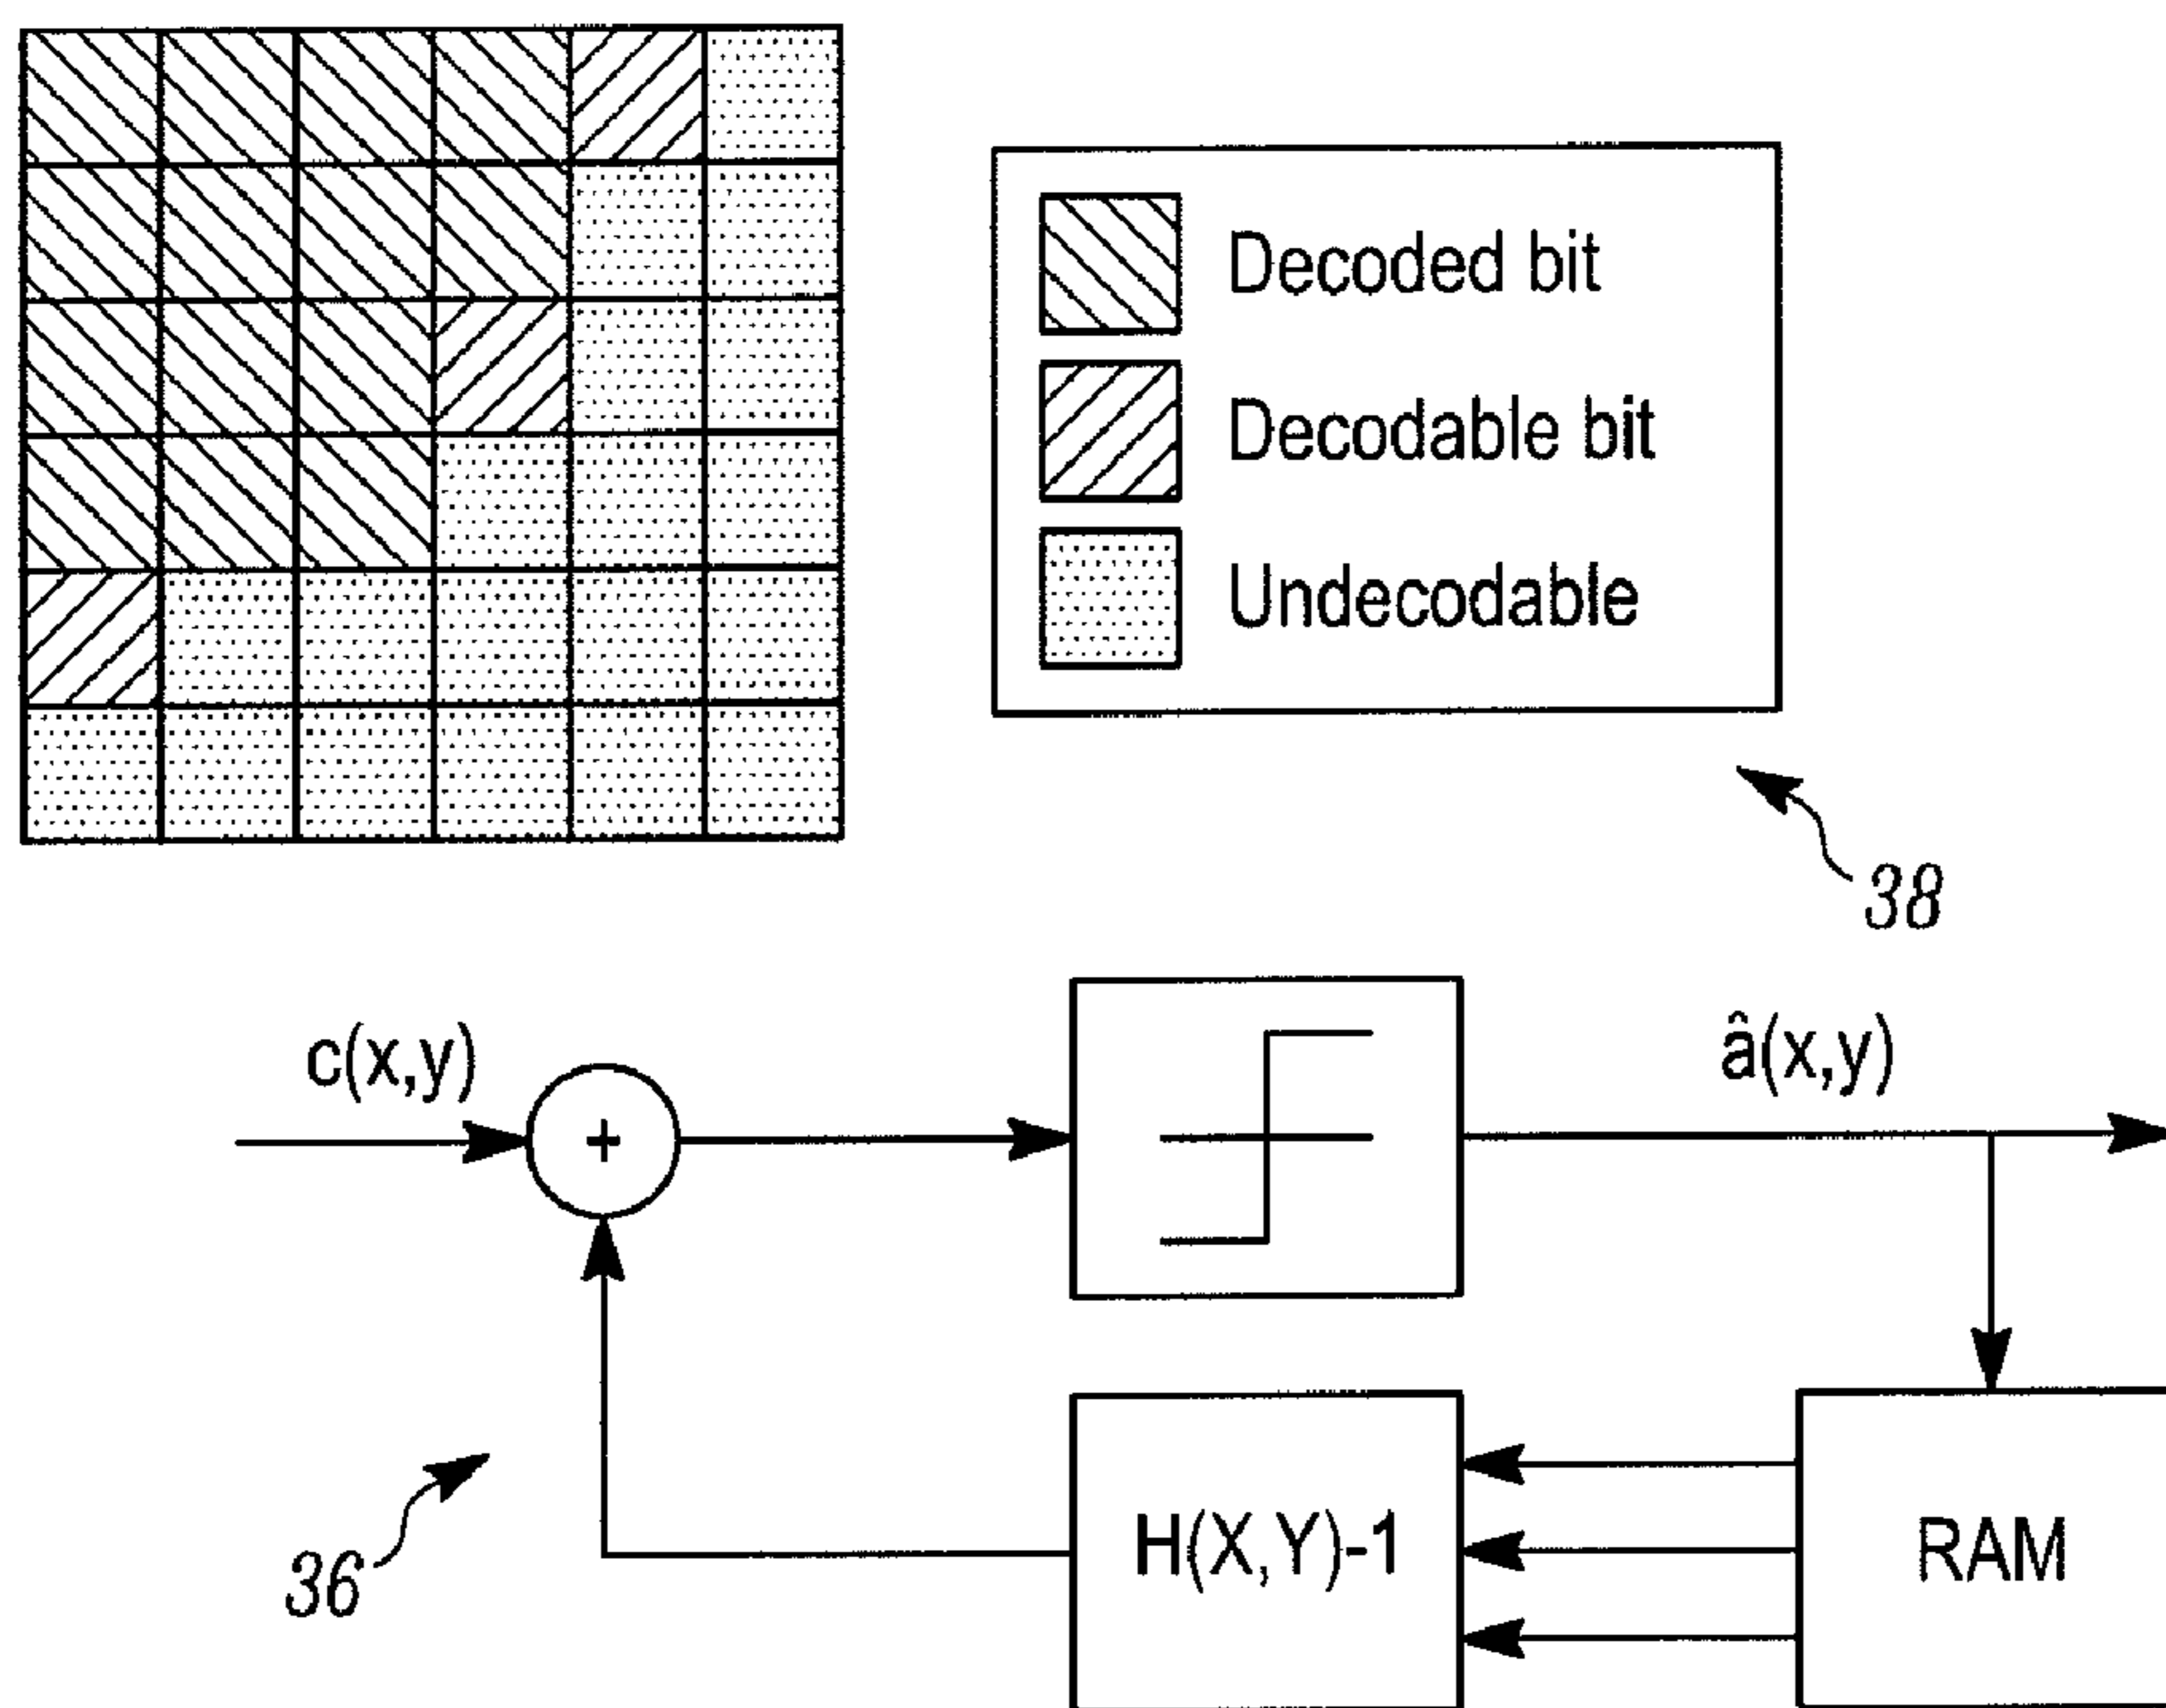 Decoded bit
Decodable bit
Undecodable
38
c(x,y)
+
â(x,y)
36
H(X,Y)-1
RAM